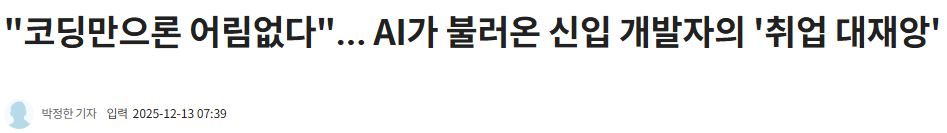 "코딩만으론 어림없다"... AI가 불러온 신입 개발자의 '취업 대재앙'
박정한 기자 입력 2025-12-13 07:39